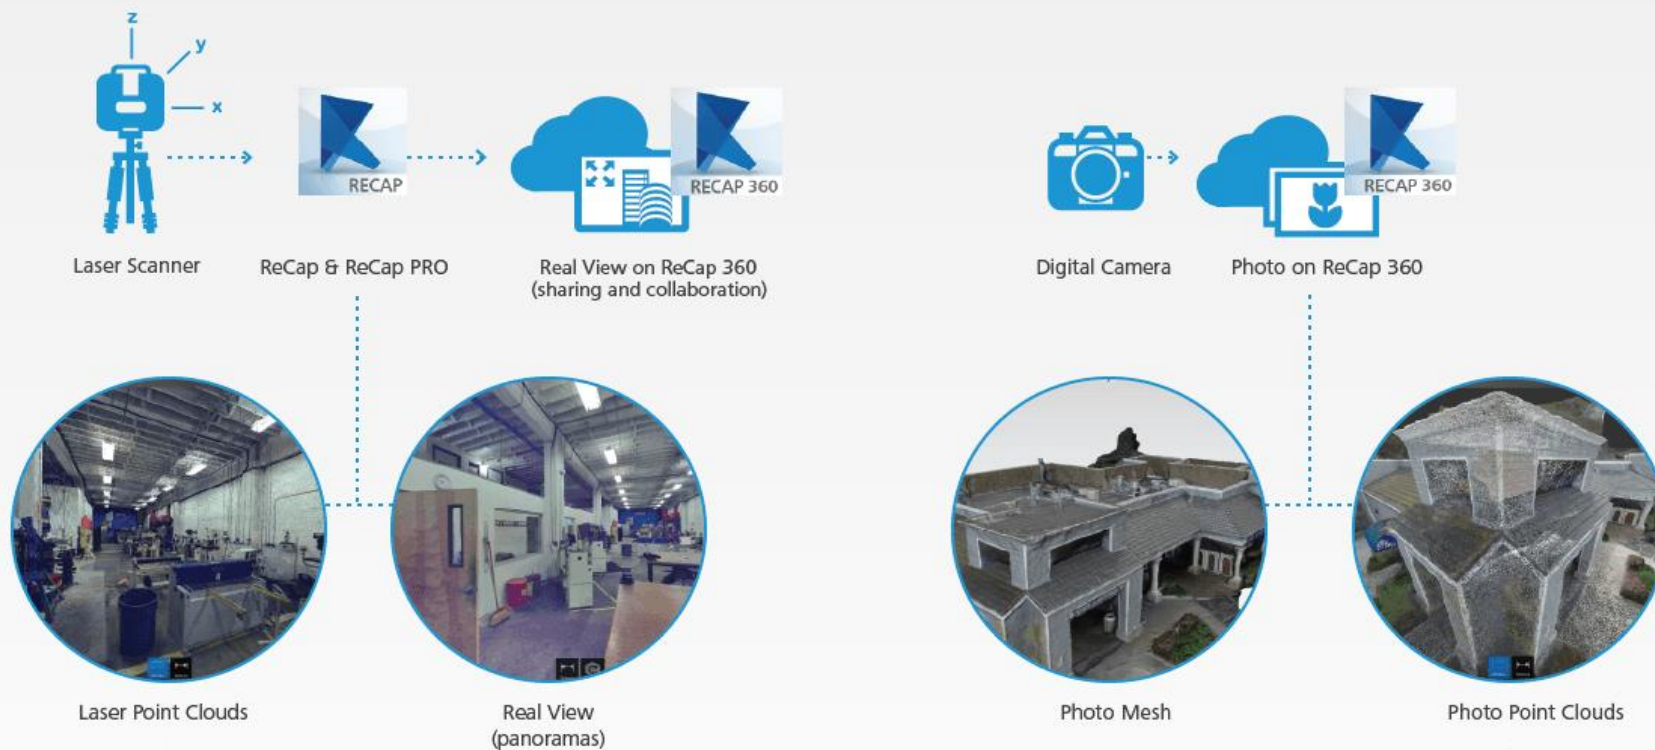 z
y
x
RECAP
RECAP 360
RECAP 360
Laser Scanner
ReCap & ReCap PRO
Real View on ReCap 360
(sharing and collaboration)
Digital Camera
Photo on ReCap 360
Laser Point Clouds
Real View
(panoramas)
Photo Mesh
Photo Point Clouds